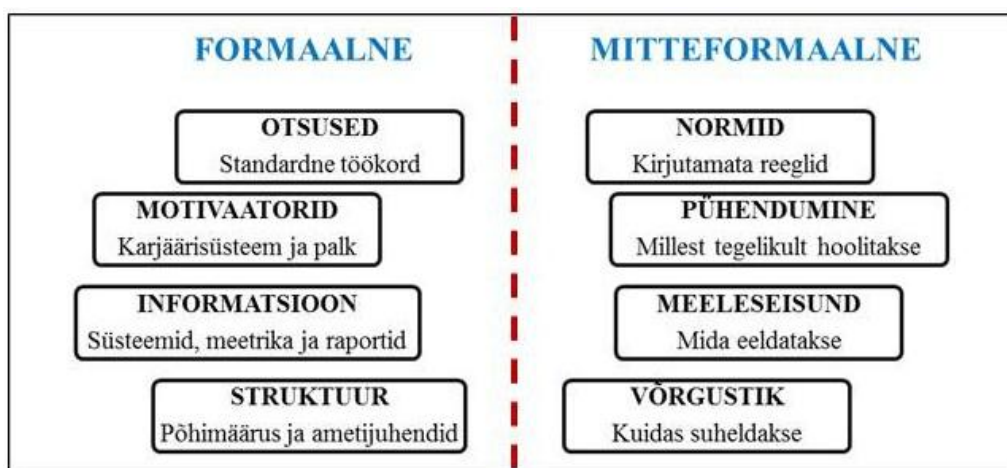 FORMAALNE
OTSUSED
Standardne töökord
MOTIVAATORID
Karjäärisüsteem ja palk
INFORMATSIOON
Süsteemid, meetrika ja raportid
STRUKTUUR
Põhimäärus ja ametijuhendid
MITTEFORMAALNE
NORMID
Kirjutamata reeglid
PÜHENDUMINE
Millest tegelikult hoolitakse
MEELESEISUND
Mida eeldatakse
VÕRGUSTIK
Kuidas suheldakse